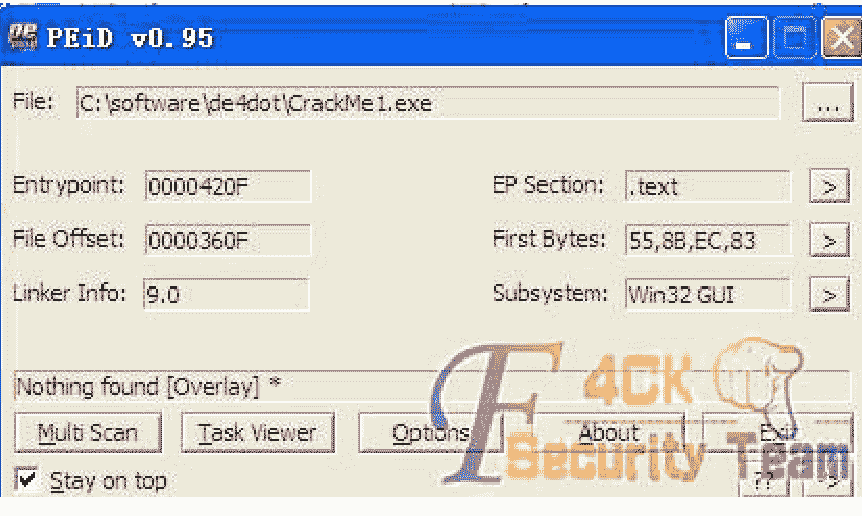 PEiD v0.95
File: C:\software\de4dot\CrackMe1.exe ...
Entrypoint: 0000420F EP Section: .text >
File Offset: 0000360F First Bytes: 55,8B,EC,83 >
Linker Info: 9.0 Subsystem: Win32 GUI >
Nothing found [Overlay] *
Multi Scan Task Viewer Options About Exit
Stay on top ?? ->
F4CK
Security Team